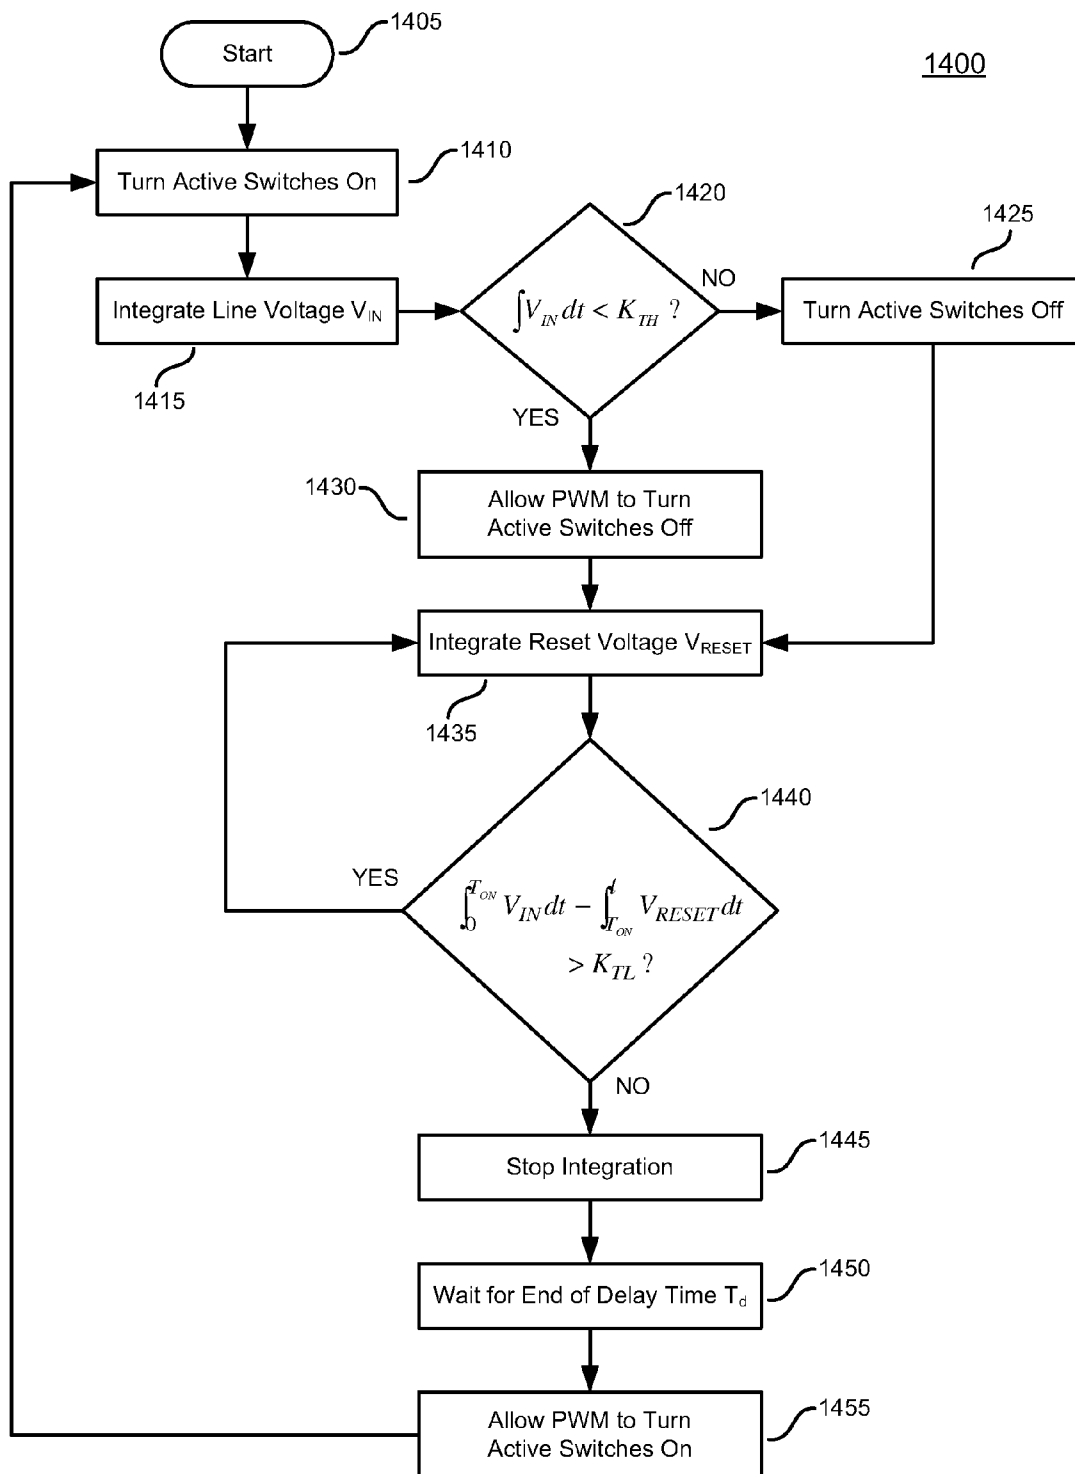 1405
Start
1400
1410
Turn Active Switches On
1420
1425
NO
Integrate Line Voltage V_IN
∫V_IN dt < K_TH ?
Turn Active Switches Off
1415
YES
1430
Allow PWM to Turn
Active Switches Off
Integrate Reset Voltage V_RESET
1435
1440
YES
∫_0^{T_ON} V_IN dt – ∫_{T_ON}^t V_RESET dt
> K_TL ?
NO
1445
Stop Integration
1450
Wait for End of Delay Time T_d
1455
Allow PWM to Turn
Active Switches On